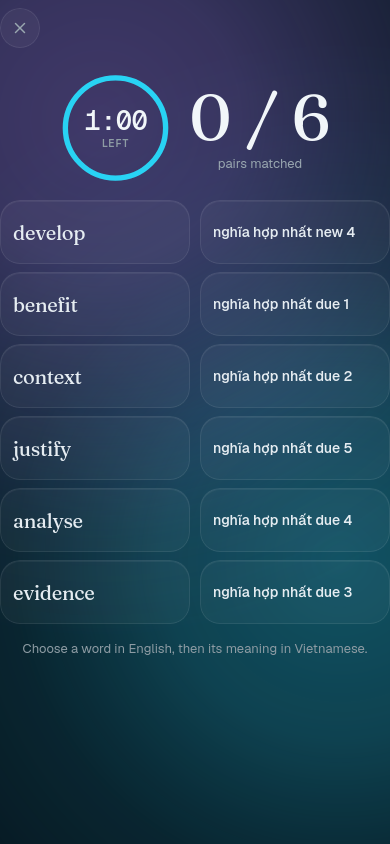 1:00
LEFT
0/6
pairs matched
develop
nghĩa hợp nhất new 4
benefit
nghĩa hợp nhất due 1
context
nghĩa hợp nhất due 2
justify
nghĩa hợp nhất due 5
analyse
nghĩa hợp nhất due 4
evidence
nghĩa hợp nhất due 3
Choose a word in English, then its meaning in Vietnamese.